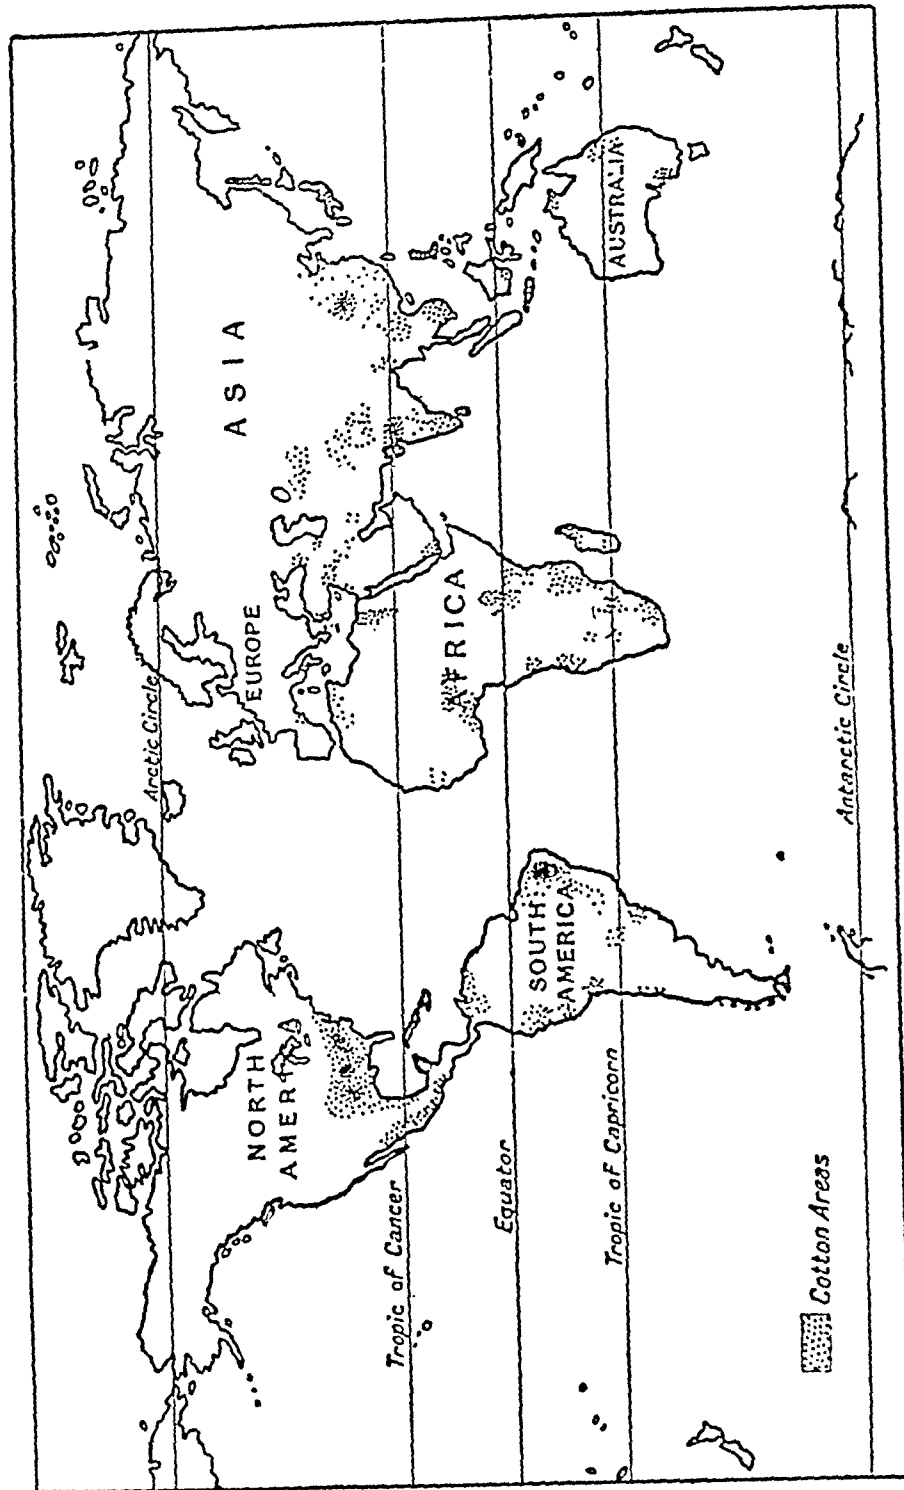 Arctic Circle
NORTH
AMERICA
EUROPE
ASIA
Tropic of Cancer
AFRICA
Equator
SOUTH
AMERICA
AUSTRALIA
Tropic of Capricorn
Cotton Areas
Antarctic Circle